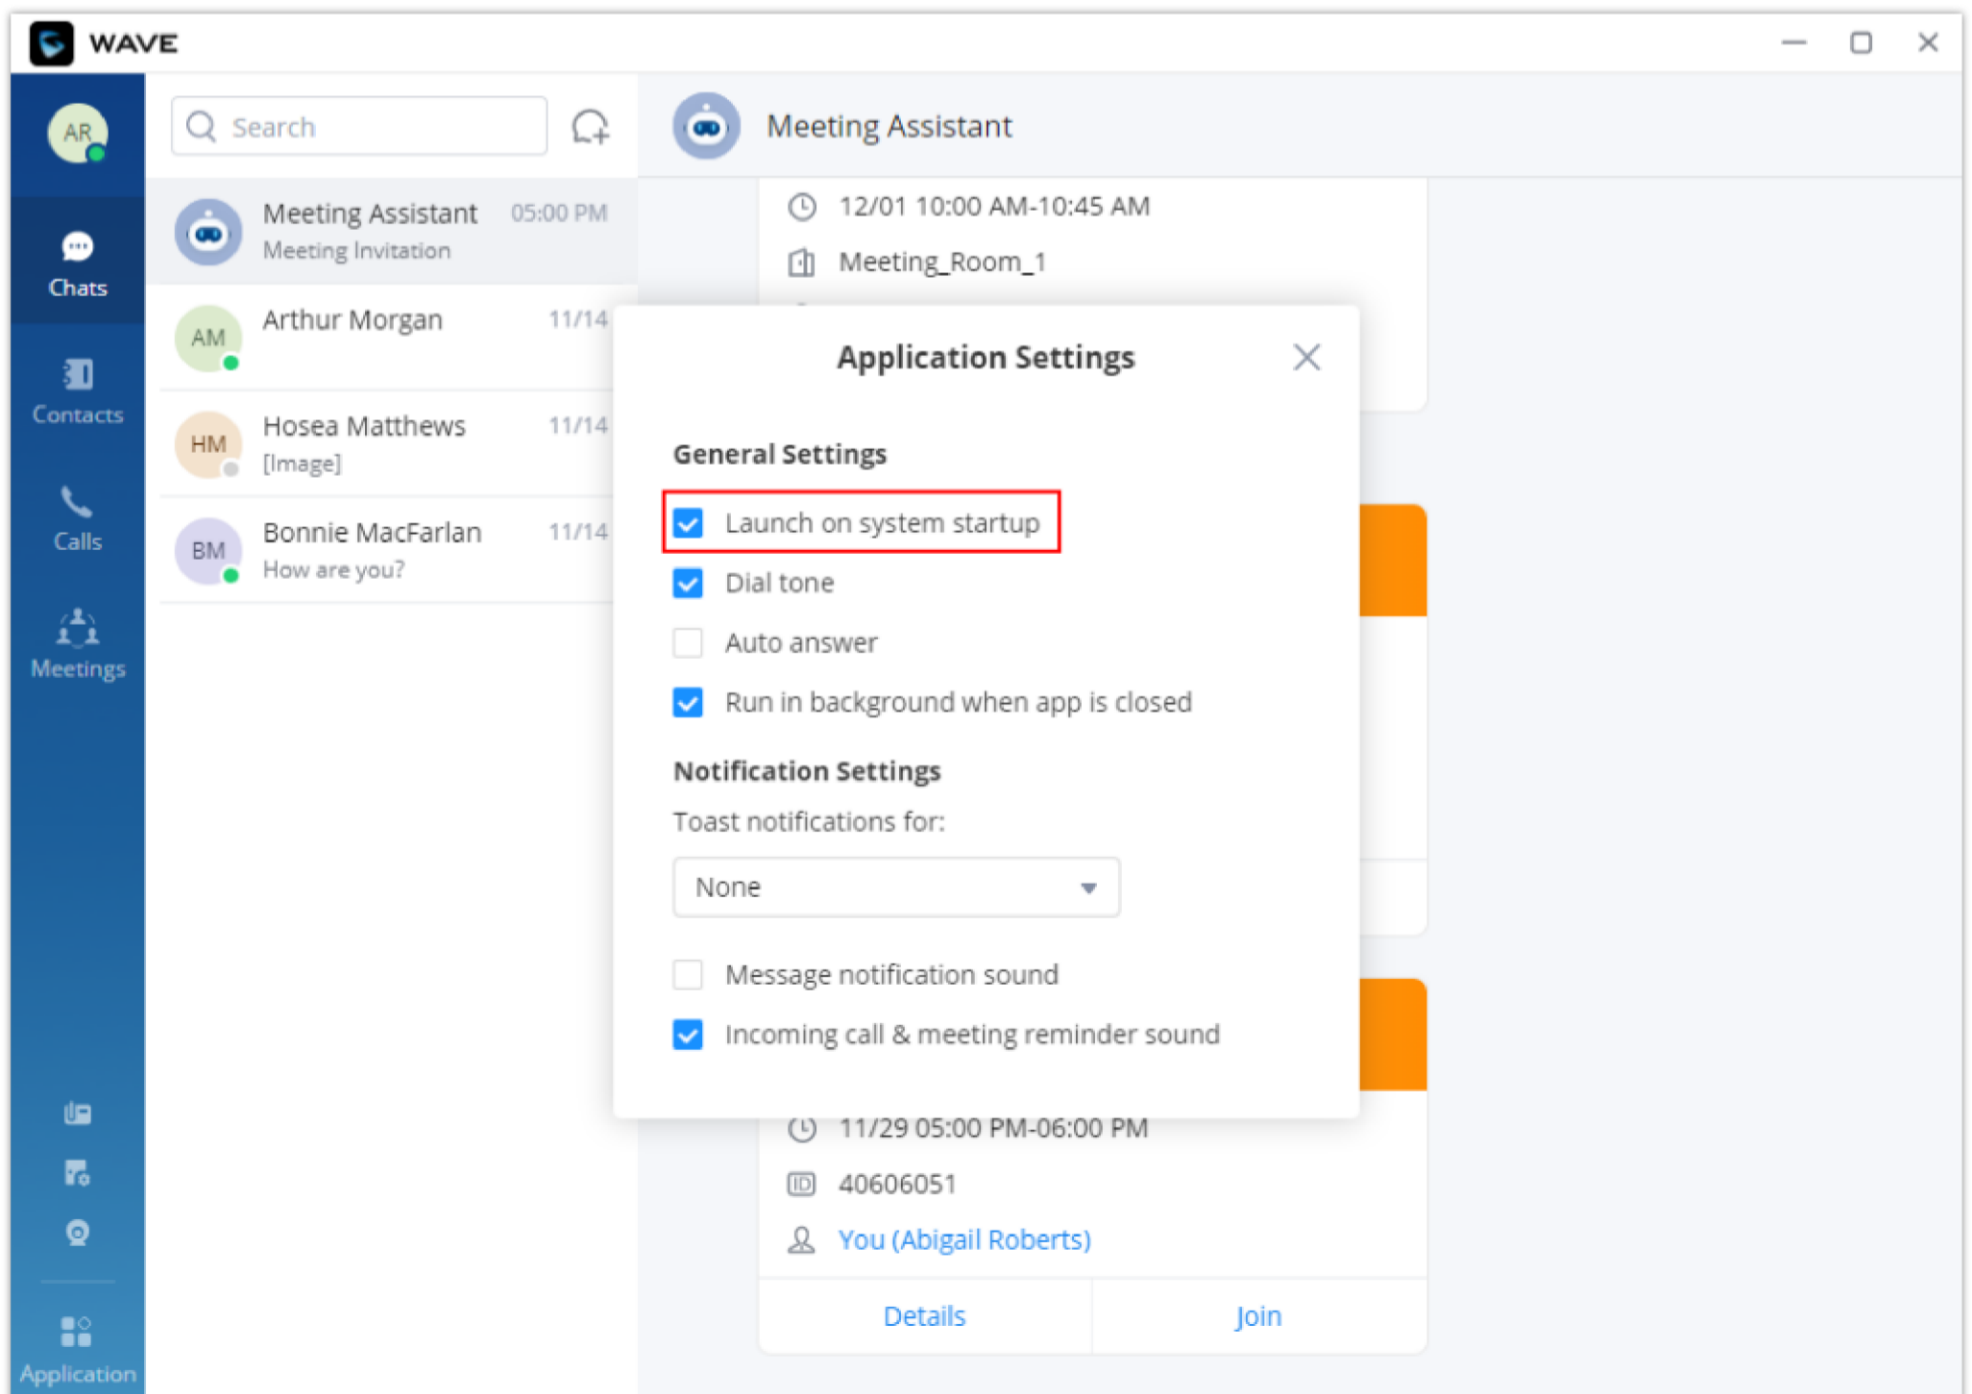 WAVE
AR
Search
Meeting Assistant
Meeting Assistant 05:00 PM
Meeting Invitation
12/01 10:00 AM-10:45 AM
Meeting_Room_1
Chats
AM
Arthur Morgan 11/14
Contacts
HM
Hosea Matthews 11/14
[Image]
Calls
BM
Bonnie MacFarlan 11/14
How are you?
Meetings
Application Settings
General Settings
Launch on system startup
Dial tone
Auto answer
Run in background when app is closed
Notification Settings
Toast notifications for:
None
Message notification sound
Incoming call & meeting reminder sound
11/29 05:00 PM-06:00 PM
ID
40606051
You (Abigail Roberts)
Details
Join
Application